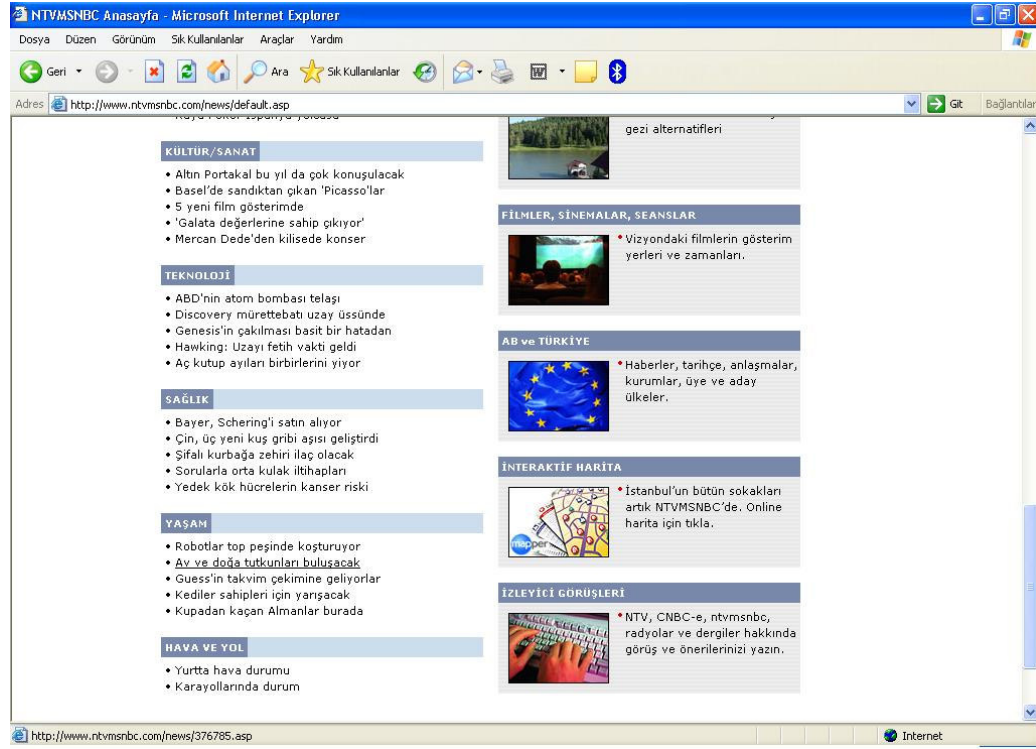 NTVMSNBC Anasayfa - Microsoft Internet Explorer
Dosya Düzen Görünüm Sık Kullanılanlar Araçlar Yardım
Geri Ara Sık Kullanılanlar
Adres http://www.ntvmsnbc.com/news/default.asp Git Bağlantılar
KÜLTÜR/SANAT
• Altın Portakal bu yıl da çok konuşulacak
• Basel'de sandıktan çıkan 'Picasso'lar
• 5 yeni film gösterimde
• 'Galata değerlerine sahip çıkıyor'
• Mercan Dede'den kilisede konser
TEKNOLOJİ
• ABD'nin atom bombası telaşı
• Discovery mürettebatı uzay üssünde
• Genesis'in çakılması basit bir hatadan
• Hawking: Uzayı fetih vakti geldi
• Aç kutup ayıları birbirlerini yiyor
SAĞLIK
• Bayer, Schering'i satın alıyor
• Çin, üç yeni kuş gribi aşısı geliştirdi
• Şifalı kurbağa zehiri ilaç olacak
• Sorularla orta kulak iltihapları
• Yedek kök hücrelerin kanser riski
YAŞAM
• Robotlar top peşinde koşturuyor
• Av ve doğa tutkunları buluşacak
• Guess'in takvim çekimine geliyorlar
• Kediler sahipleri için yarışacak
• Kupadan kaçan Almanlar burada
HAVA VE YOL
• Yurtta hava durumu
• Karayollarında durum
gezi alternatifleri
FİLMLER, SİNEMALAR, SEANSLAR
• Vizyondaki filmlerin gösterim
yerleri ve zamanları.
AB ve TÜRKİYE
• Haberler, tarihçe, anlaşmalar,
kurumlar, üye ve aday
ülkeler.
İNTERAKTİF HARİTA
mapper
• İstanbul'un bütün sokakları
artık NTVMSNBC'de. Online
harita için tıkla.
İZLEYİCİ GÖRÜŞLERİ
• NTV, CNBC-e, ntvmsnbc,
radyolar ve dergiler hakkında
görüş ve önerilerinizi yazın.
http://www.ntvmsnbc.com/news/376785.asp Internet